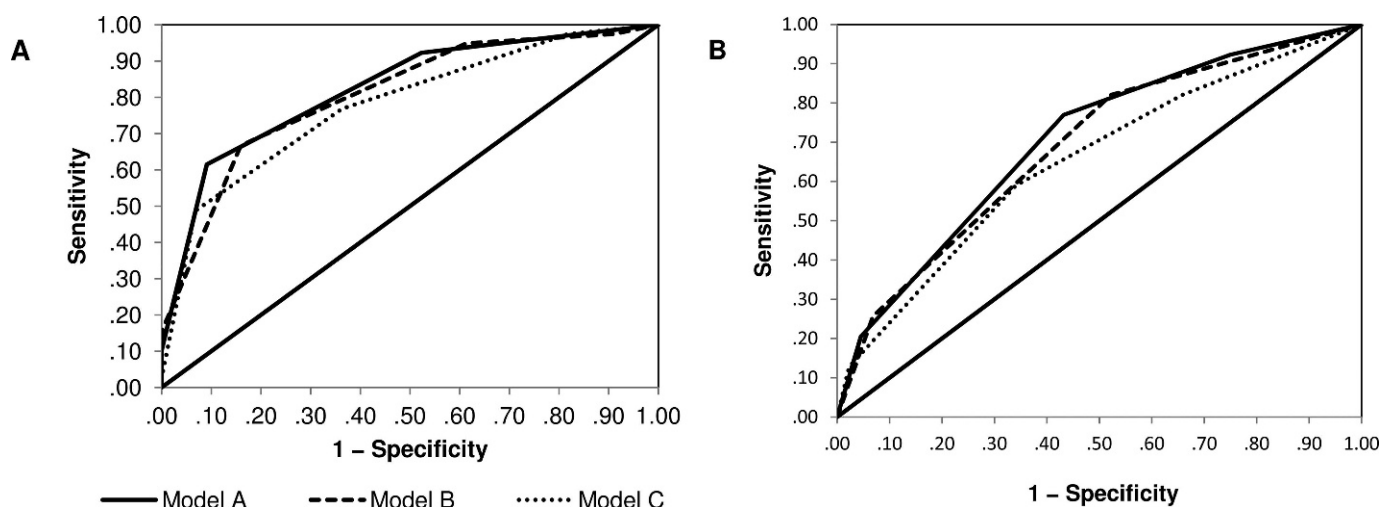 A
1.00
.90
.80
.70
.60
.50
.40
.30
.20
.10
.00
Sensitivity
.00 .10 .20 .30 .40 .50 .60 .70 .80 .90 1.00
1 – Specificity
Model A Model B Model C
B
1.00
.90
.80
.70
.60
.50
.40
.30
.20
.10
.00
Sensitivity
.00 .10 .20 .30 .40 .50 .60 .70 .80 .90 1.00
1 – Specificity